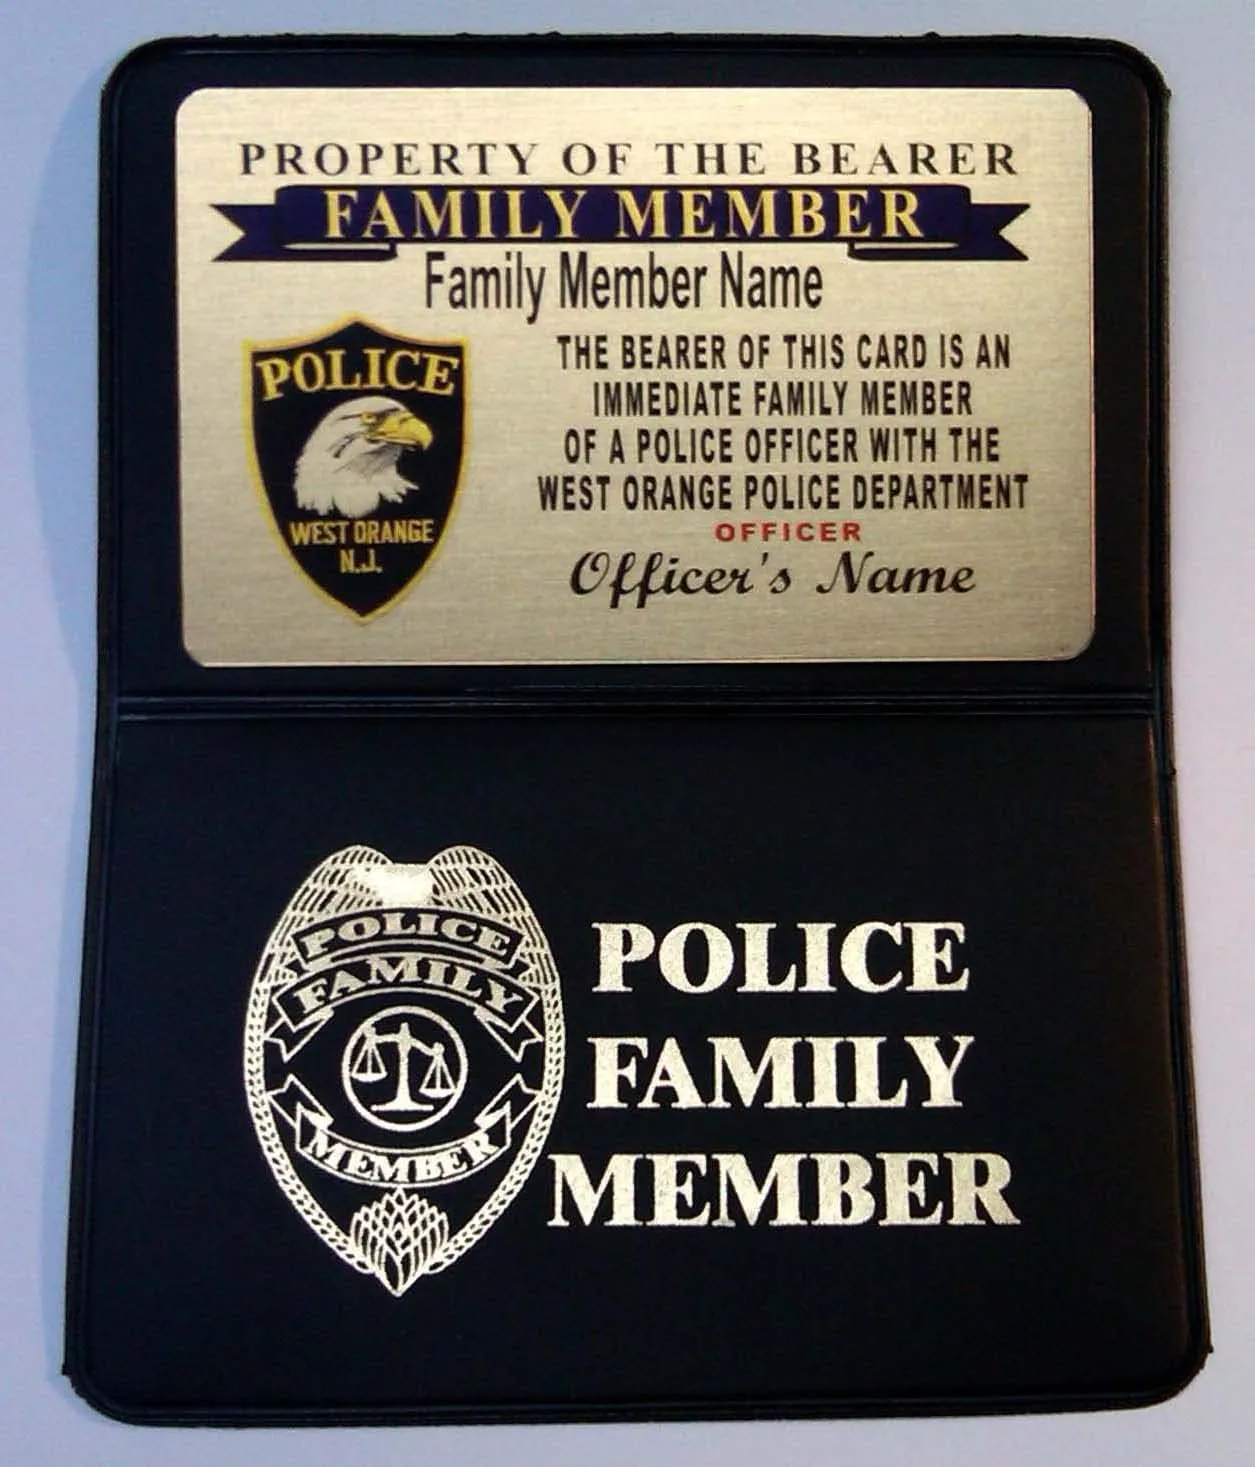 PROPERTY OF THE BEARER
FAMILY MEMBER
Family Member Name
POLICE
WEST ORANGE
N.J.
THE BEARER OF THIS CARD IS AN
IMMEDIATE FAMILY MEMBER
OF A POLICE OFFICER WITH THE
WEST ORANGE POLICE DEPARTMENT
OFFICER
Officer's Name
POLICE
FAMILY
MEMBER
POLICE
FAMILY
MEMBER